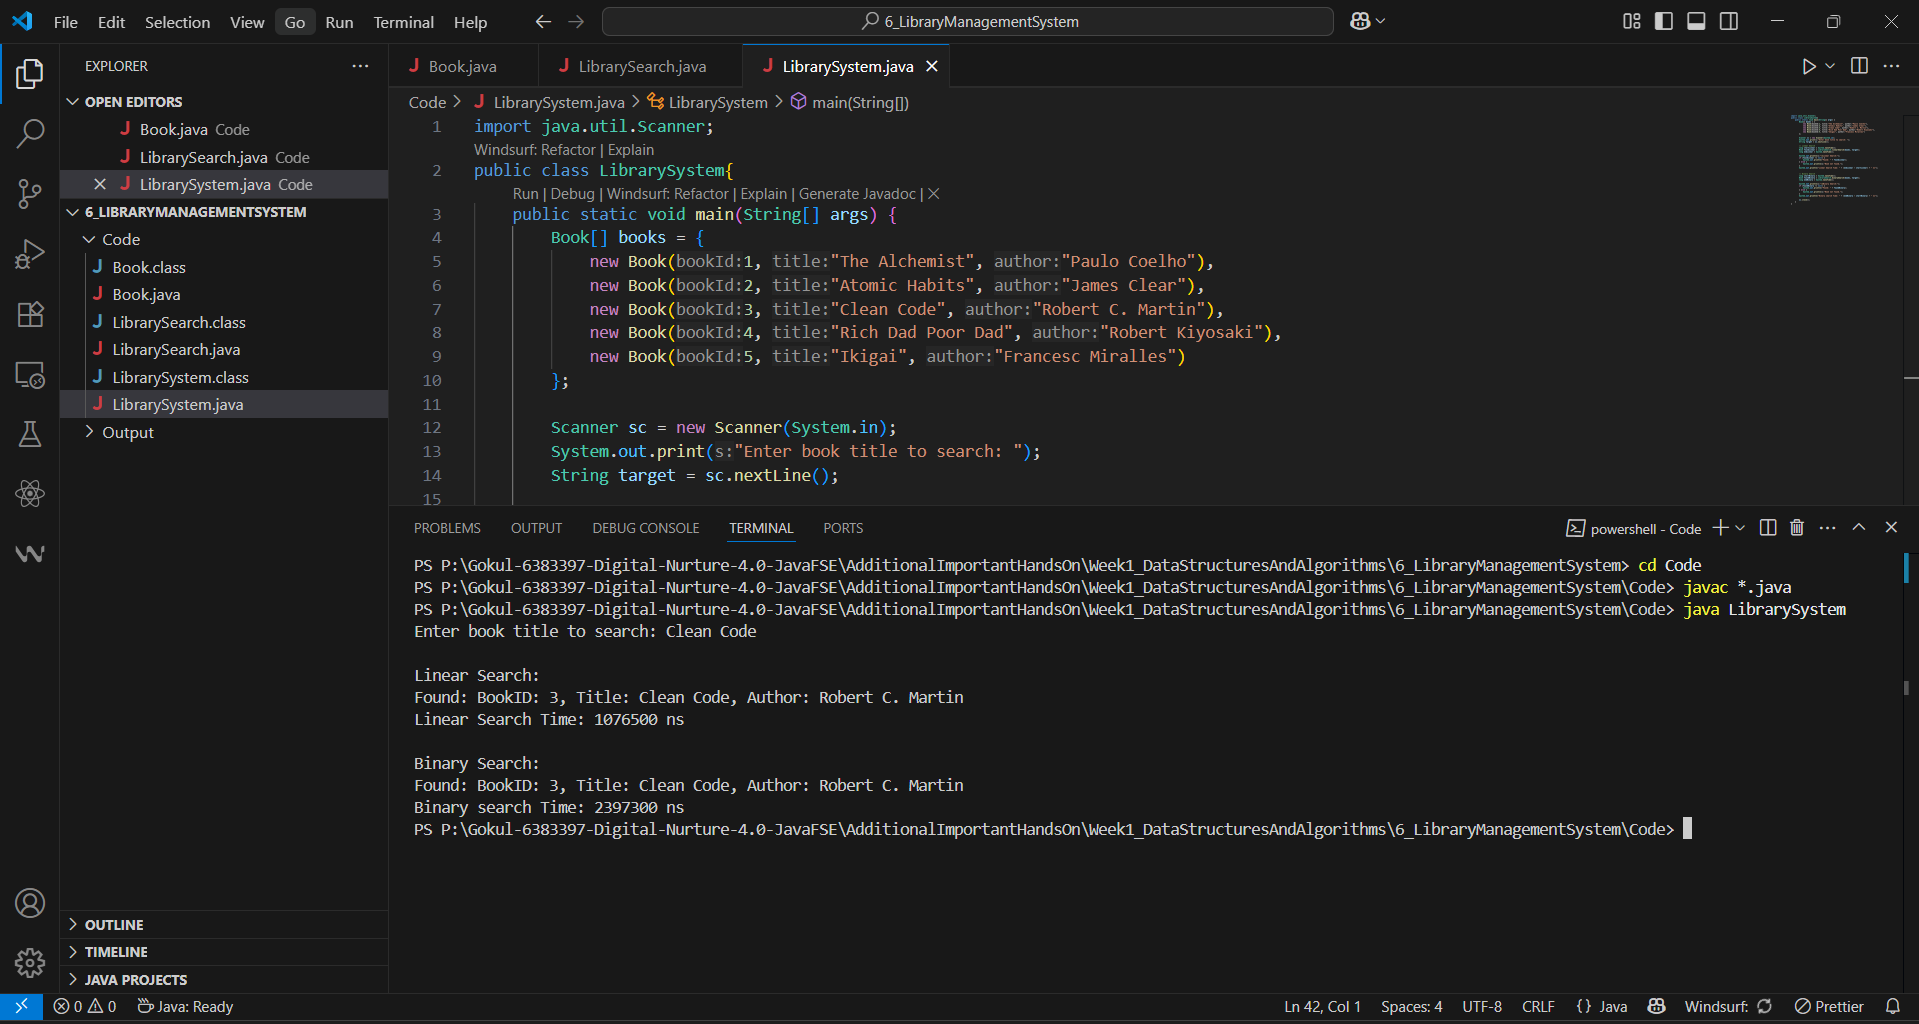 File Edit Selection View Go Run Terminal Help
6_LibraryManagementSystem
EXPLORER
OPEN EDITORS
Book.java Code
LibrarySearch.java Code
LibrarySystem.java Code
6_LIBRARYMANAGEMENTSYSTEM
Code
Book.class
Book.java
LibrarySearch.class
LibrarySearch.java
LibrarySystem.class
LibrarySystem.java
Output
OUTLINE
TIMELINE
JAVA PROJECTS
Book.java LibrarySearch.java LibrarySystem.java
Code > LibrarySystem.java > LibrarySystem > main(String[])
1 import java.util.Scanner;
Windsurf: Refactor | Explain
2 public class LibrarySystem{
Run | Debug | Windsurf: Refactor | Explain | Generate Javadoc | X
3 public static void main(String[] args) {
4 Book[] books = {
5 new Book(bookId:1, title:"The Alchemist", author:"Paulo Coelho"),
6 new Book(bookId:2, title:"Atomic Habits", author:"James Clear"),
7 new Book(bookId:3, title:"Clean Code", author:"Robert C. Martin"),
8 new Book(bookId:4, title:"Rich Dad Poor Dad", author:"Robert Kiyosaki"),
9 new Book(bookId:5, title:"Ikigai", author:"Francesc Miralles")
10 };
11
12 Scanner sc = new Scanner(System.in);
13 System.out.print(s:"Enter book title to search: ");
14 String target = sc.nextLine();
15
PROBLEMS OUTPUT DEBUG CONSOLE TERMINAL PORTS
powershell - Code
PS P:\Gokul-6383397-Digital-Nurture-4.0-JavaFSE\AdditionalImportantHandsOn\Week1_DataStructuresAndAlgorithms\6_LibraryManagementSystem> cd Code
PS P:\Gokul-6383397-Digital-Nurture-4.0-JavaFSE\AdditionalImportantHandsOn\Week1_DataStructuresAndAlgorithms\6_LibraryManagementSystem\Code> javac *.java
PS P:\Gokul-6383397-Digital-Nurture-4.0-JavaFSE\AdditionalImportantHandsOn\Week1_DataStructuresAndAlgorithms\6_LibraryManagementSystem\Code> java LibrarySystem
Enter book title to search: Clean Code
Linear Search:
Found: BookID: 3, Title: Clean Code, Author: Robert C. Martin
Linear Search Time: 1076500 ns
Binary Search:
Found: BookID: 3, Title: Clean Code, Author: Robert C. Martin
Binary search Time: 2397300 ns
PS P:\Gokul-6383397-Digital-Nurture-4.0-JavaFSE\AdditionalImportantHandsOn\Week1_DataStructuresAndAlgorithms\6_LibraryManagementSystem\Code>
0 0 Java: Ready
Ln 42, Col 1 Spaces: 4 UTF-8 CRLF {} Java Windsurf: Prettier